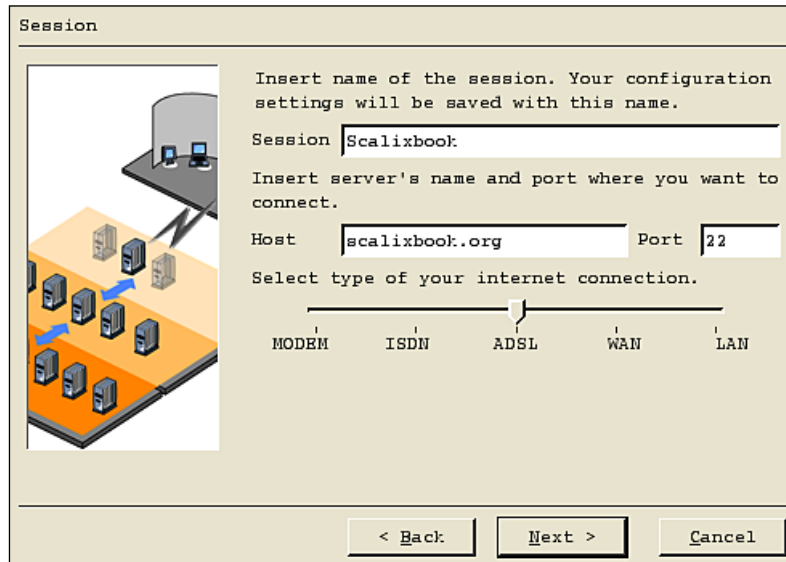 Session
Insert name of the session. Your configuration
settings will be saved with this name.
Session Scalixbook
Insert server's name and port where you want to
connect.
Host scalixbook.org Port 22
Select type of your internet connection.
MODEM ISDN ADSL WAN LAN
< Back Next > Cancel